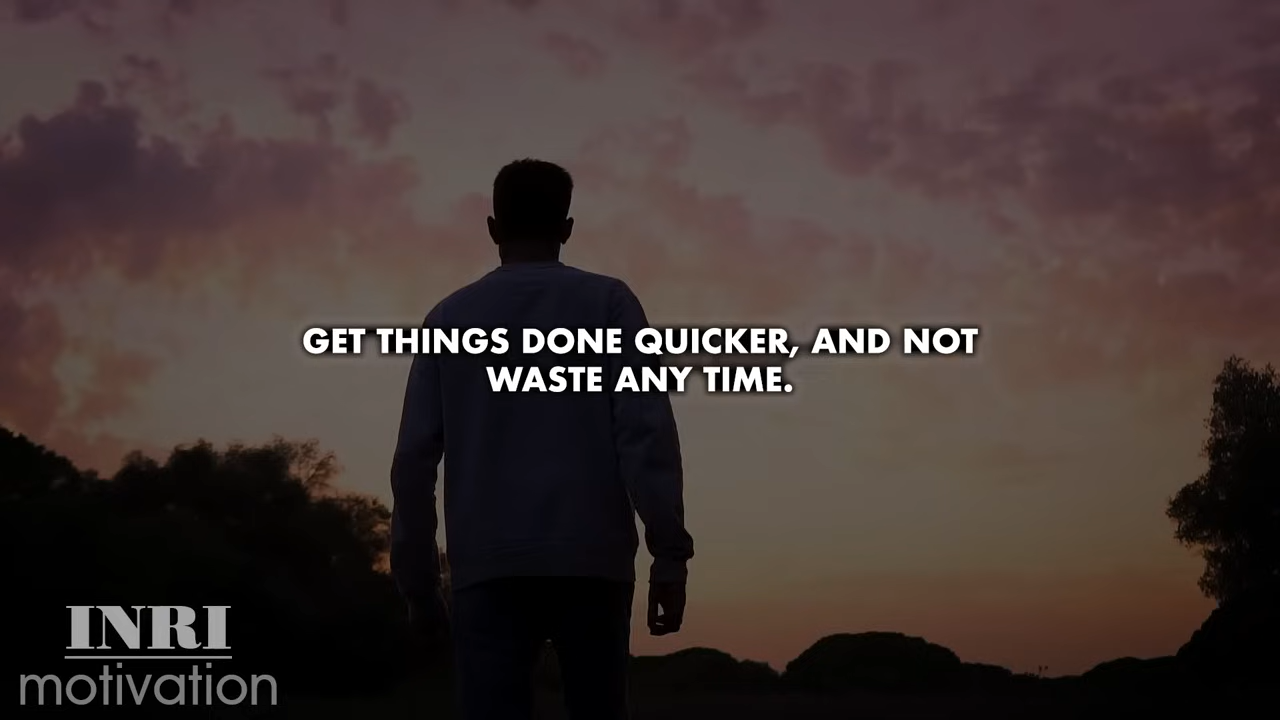 GET THINGS DONE QUICKER, AND NOT
WASTE ANY TIME.
INRI
motivation